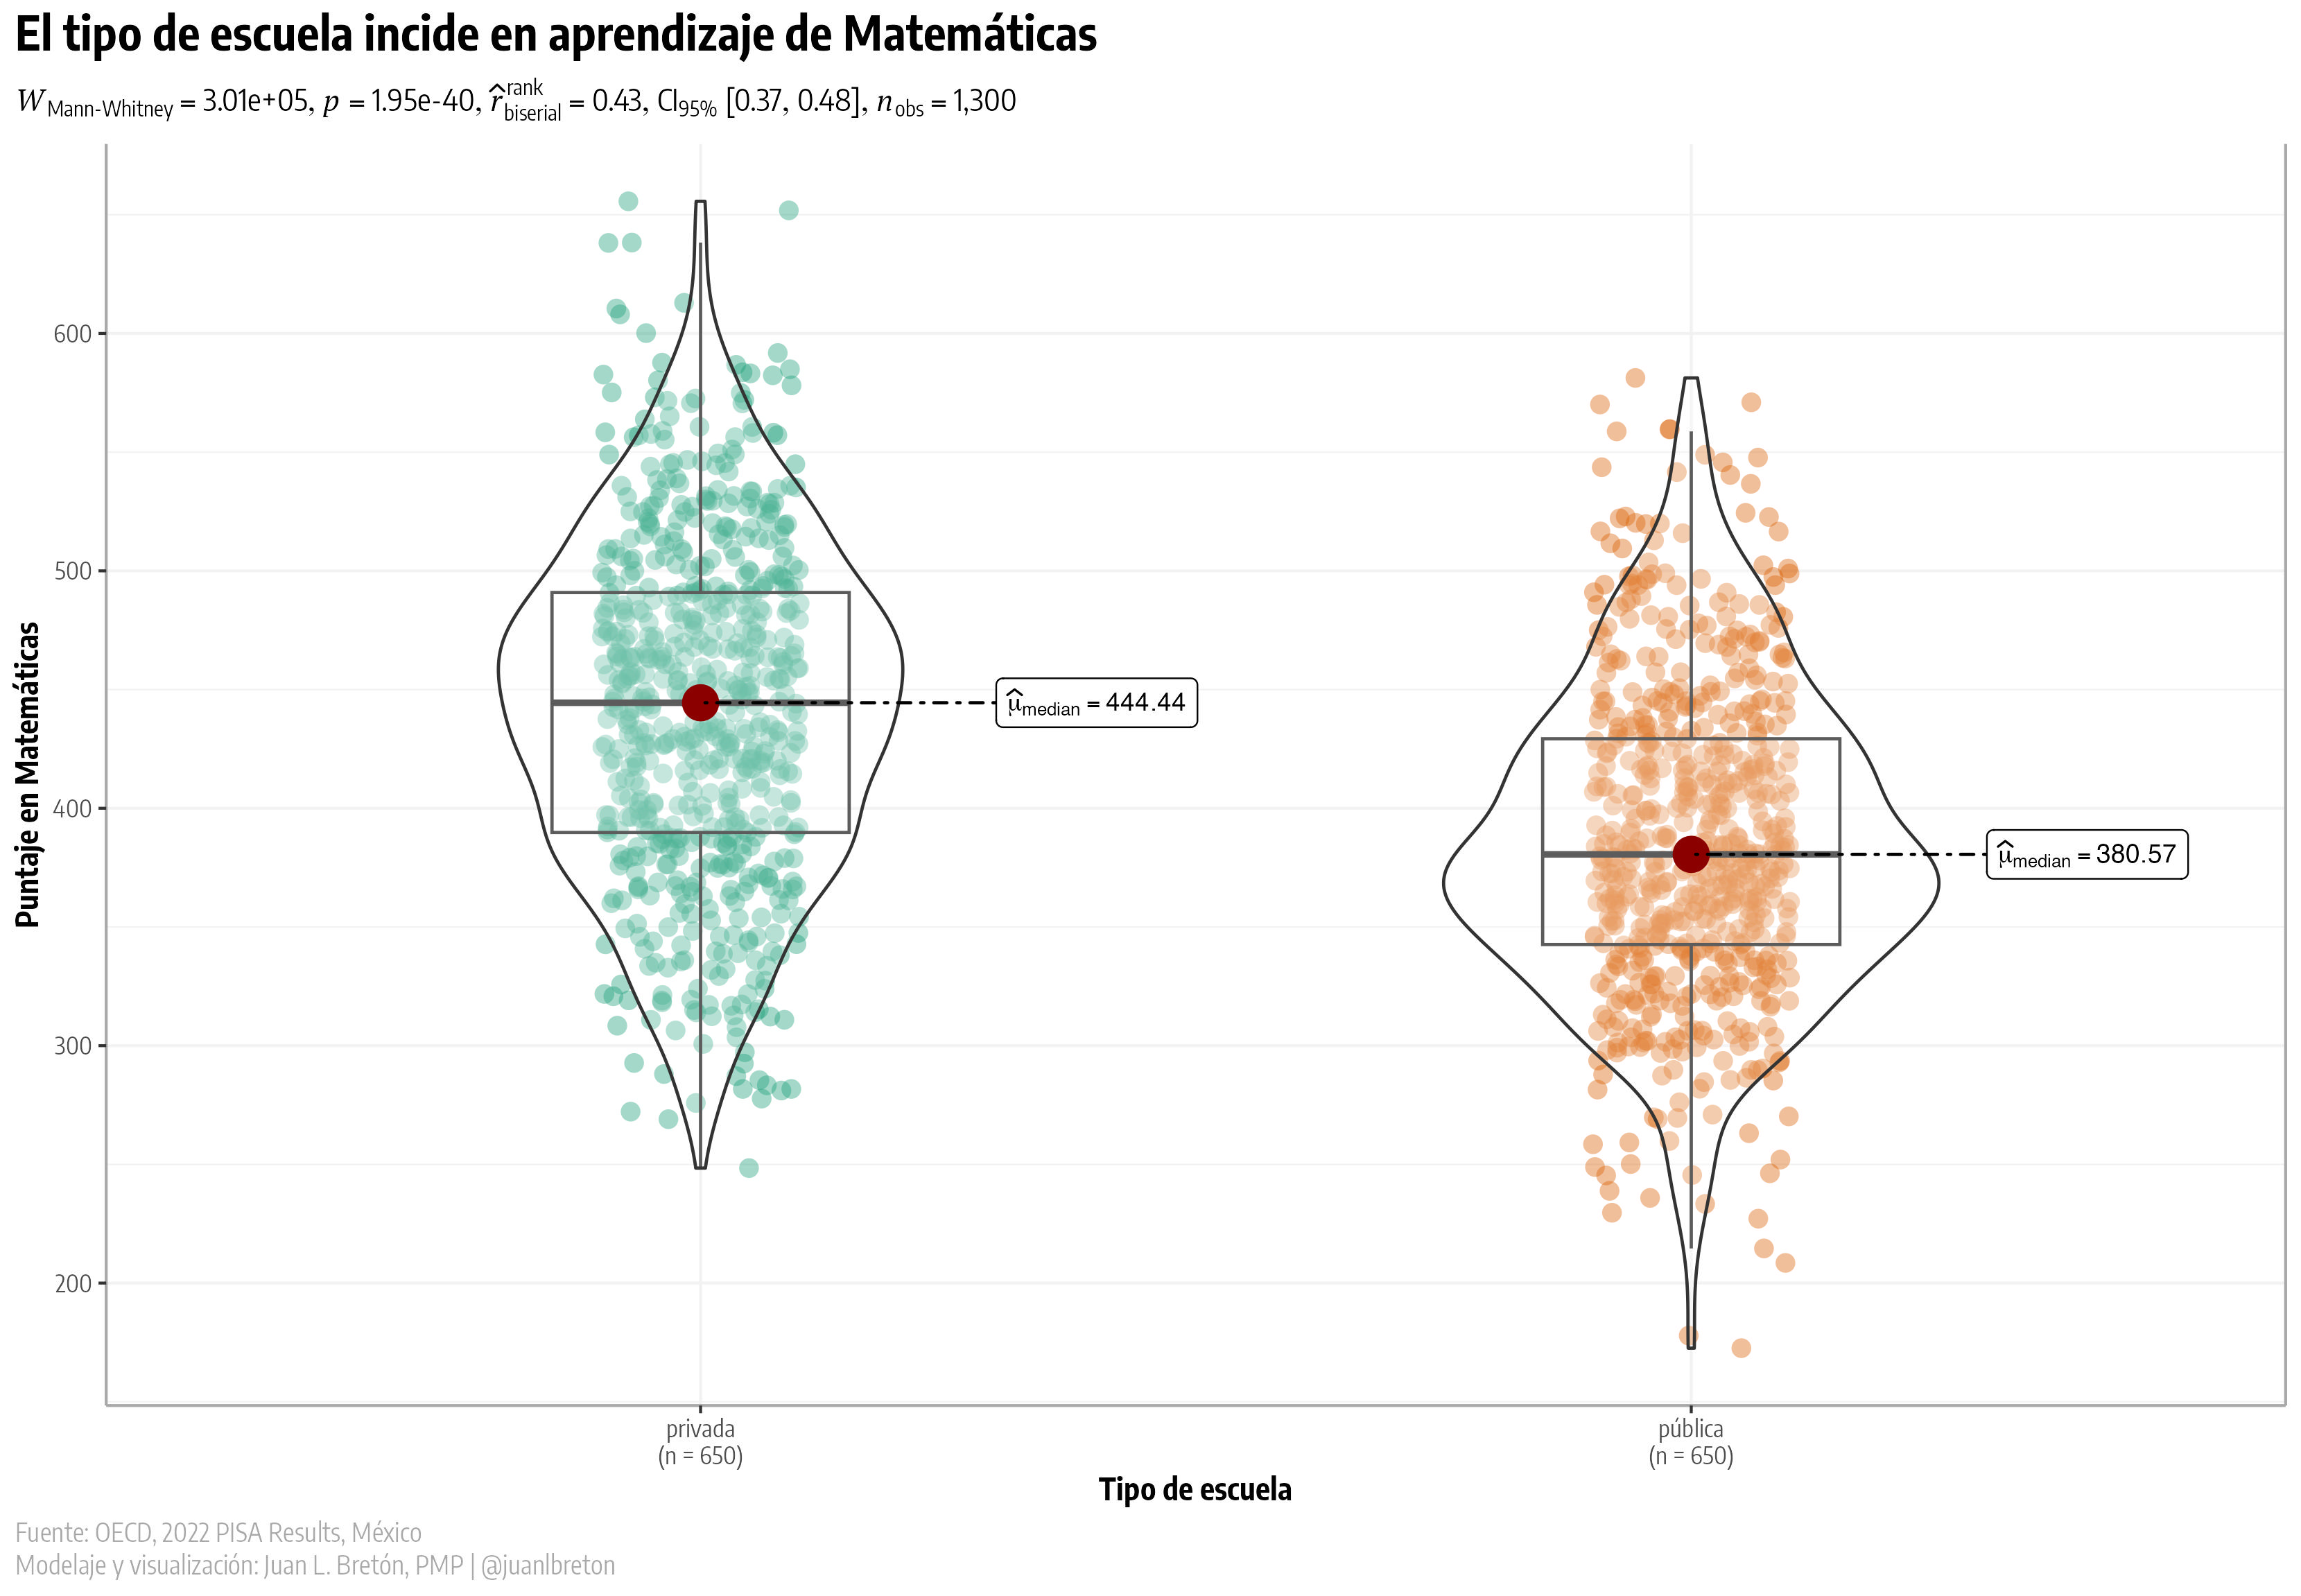 El tipo de escuela incide en aprendizaje de Matemáticas
W Mann-Whitney = 3.01e+05, p = 1.95e-40, r̂ rank biserial = 0.43, CI95% [0.37, 0.48], n obs = 1,300
Puntaje en Matemáticas
600
500
400
300
200
μ̂ median = 444.44
μ̂ median = 380.57
privada
(n = 650)
pública
(n = 650)
Tipo de escuela
Fuente: OECD, 2022 PISA Results, México
Modelaje y visualización: Juan L. Bretón, PMP | @juanlbreton